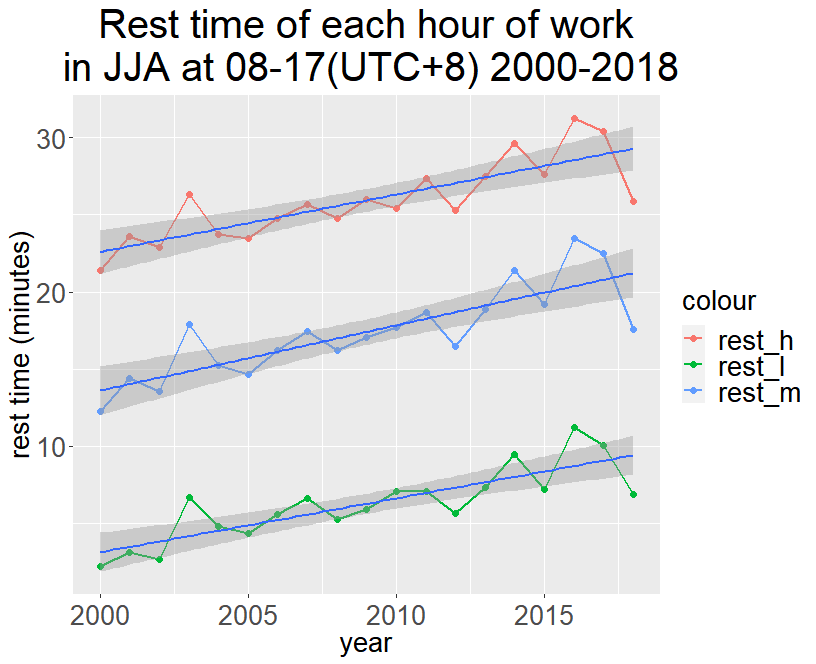 Rest time of each hour of work
in JJA at 08-17(UTC+8) 2000-2018
rest time (minutes)
30
20
10
2000
2005
2010
2015
year
colour
rest_h
rest_l
rest_m